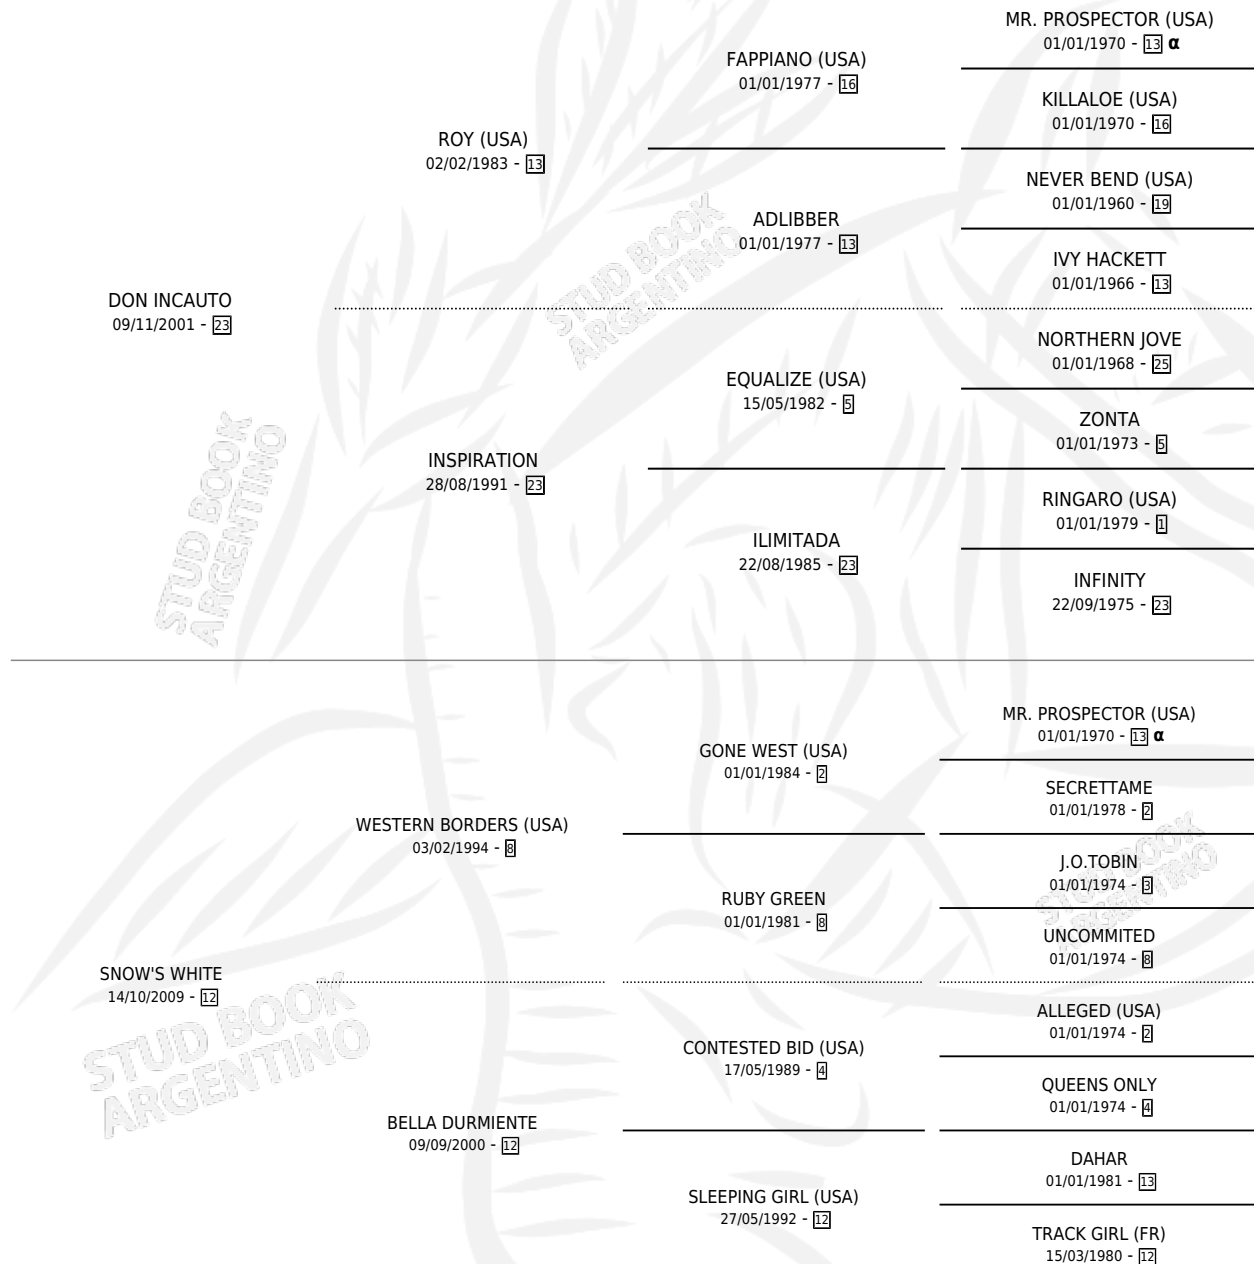 MR. PROSPECTOR (USA)
01/01/1970 - 13 α
FAPPIANO (USA)
01/01/1977 - 16
KILLALOE (USA)
01/01/1970 - 16
ROY (USA)
02/02/1983 - 13
NEVER BEND (USA)
01/01/1960 - 19
ADLIBBER
01/01/1977 - 13
IVY HACKETT
01/01/1966 - 13
DON INCAUTO
09/11/2001 - 23
NORTHERN JOVE
01/01/1968 - 25
EQUALIZE (USA)
15/05/1982 - 5
ZONTA
01/01/1973 - 5
INSPIRATION
28/08/1991 - 23
RINGARO (USA)
01/01/1979 - 1
ILIMITADA
22/08/1985 - 23
INFINITY
22/09/1975 - 23
MR. PROSPECTOR (USA)
01/01/1970 - 13 α
GONE WEST (USA)
01/01/1984 - 2
SECRETTAME
01/01/1978 - 2
WESTERN BORDERS (USA)
03/02/1994 - 8
J.O.TOBIN
01/01/1974 - 3
RUBY GREEN
01/01/1981 - 8
UNCOMMITED
01/01/1974 - 8
SNOW'S WHITE
14/10/2009 - 12
ALLEGED (USA)
01/01/1974 - 2
CONTESTED BID (USA)
17/05/1989 - 4
QUEENS ONLY
01/01/1974 - 4
BELLA DURMIENTE
09/09/2000 - 12
DAHAR
01/01/1981 - 13
SLEEPING GIRL (USA)
27/05/1992 - 12
TRACK GIRL (FR)
15/03/1980 - 12
STUD BOOK
ARGENTINO
STUD BOOK
ARGENTINO
STUD BOOK
ARGENTINO
STUD BOOK
ARGENTINO